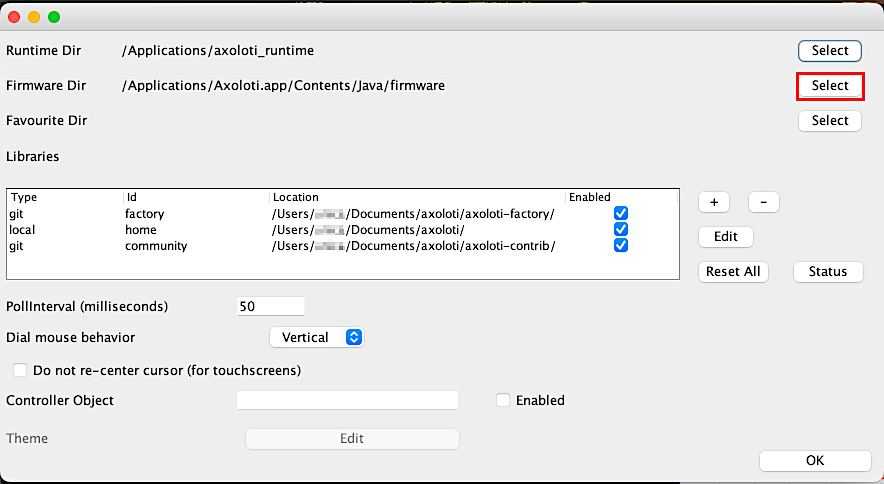 Runtime Dir /Applications/axoloti_runtime Select
Firmware Dir /Applications/Axoloti.app/Contents/Java/firmware Select
Favourite Dir Select
Libraries
Type Id Location Enabled
git factory /Users/ /Documents/axoloti/axoloti-factory/
local home /Users/ /Documents/axoloti/
git community /Users/ /Documents/axoloti/axoloti-contrib/
+ -
Edit
Reset All Status
PollInterval (milliseconds) 50
Dial mouse behavior Vertical
Do not re-center cursor (for touchscreens)
Controller Object Enabled
Theme Edit
OK